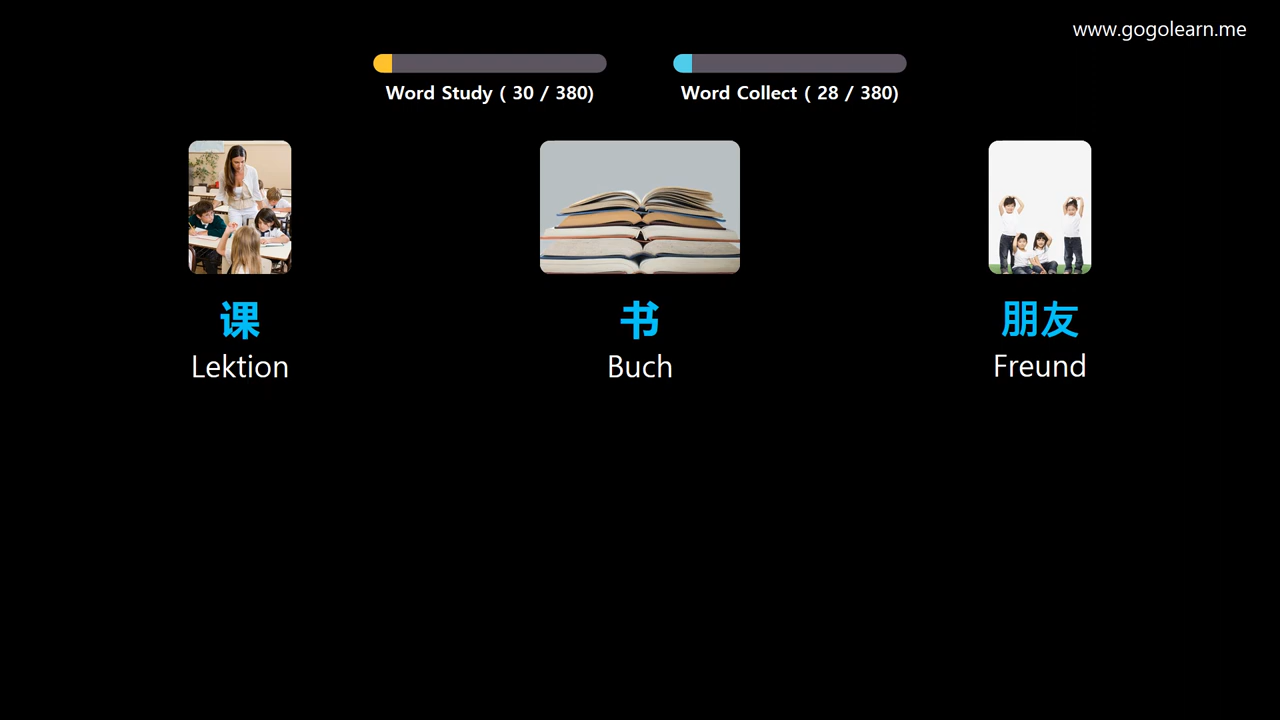 www.gogolearn.me
Word Study ( 30 / 380)
Word Collect ( 28 / 380)
课
书
朋友
Lektion
Buch
Freund